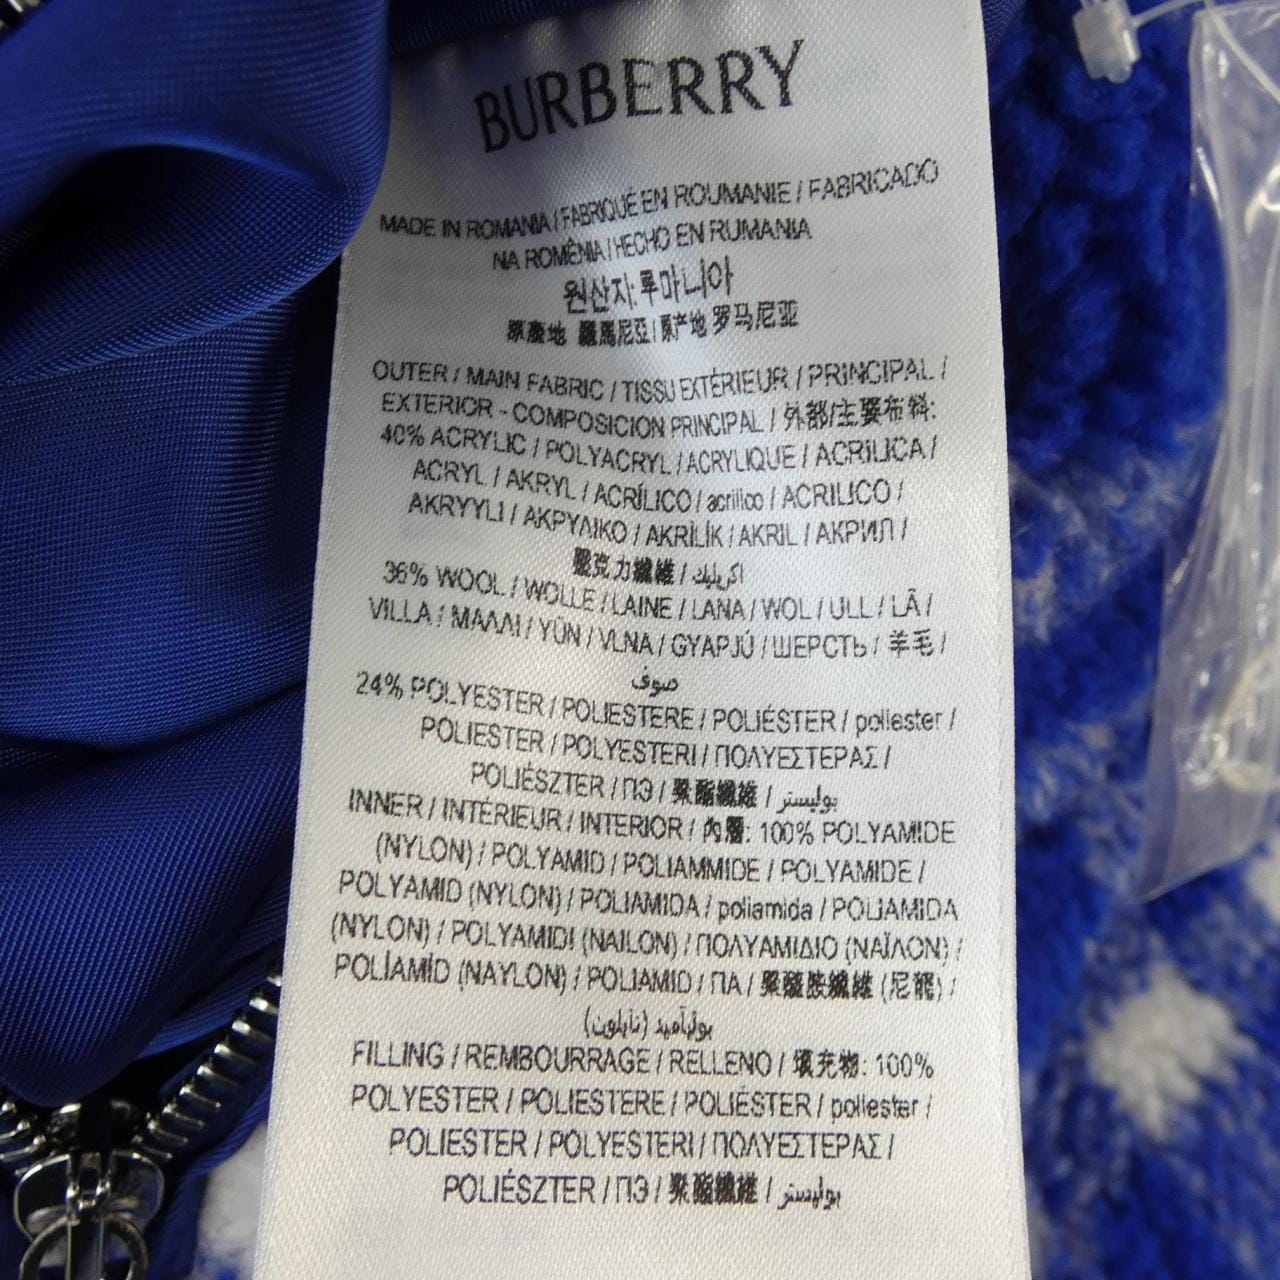 BURBERRY
MADE IN ROMANIA / FABRIQUÉ EN ROUMANIE / FABRICADO
NA ROMÊNIA / HECHO EN RUMANIA
원산지: 루마니아
原產地 羅馬尼亞 / 原产地 罗马尼亚
OUTER / MAIN FABRIC / TISSU EXTÉRIEUR / PRINCIPAL /
EXTERIOR - COMPOSICION PRINCIPAL / 外部/主要布料:
40% ACRYLIC / POLYACRYL / ACRYLIQUE / ACRILICA /
ACRYL / AKRYL / ACRÍLICO / acrilico / ACRILICO /
AKRYYLI / ΑΚΡΥΛΙΚΟ / AKRİLİK / AKRIL / АКРИЛ /
壓克力纖維 / اكريليك
36% WOOL / WOLLE / LAINE / LANA / WOL / ULL / LÃ /
VILLA / ΜΑΛΛΙ / YÜN / VLNA / GYAPJÚ / ШЕРСТЬ / 羊毛 /
صوف
24% POLYESTER / POLIESTERE / POLIÉSTER / poliester /
POLIESTER / POLYESTERI / ΠΟΛΥΕΣΤΕΡΑΣ /
POLIÉSZTER / ПЭ / 聚酯纖維 / بوليستر
INNER / INTÉRIEUR / INTERIOR / 內層: 100% POLYAMIDE
(NYLON) / POLYAMID / POLIAMMIDE / POLYAMIDE /
POLYAMID (NYLON) / POLIAMIDA / poliamida / POLIAMIDA
(NYLON) / POLYAMIDI (NAILON) / ΠΟΛΥΑΜΙΔΙΟ (ΝΑΪΛΟΝ) /
POLİAMİD (NAYLON) / POLIAMID / ПА / 聚醯胺纖維 (尼龍) /
بولياميد (نايلون)
FILLING / REMBOURRAGE / RELLENO / 填充物: 100%
POLYESTER / POLIESTERE / POLIÉSTER / poliester /
POLIESTER / POLYESTERI / ΠΟΛΥΕΣΤΕΡΑΣ /
POLIÉSZTER / ПЭ / 聚酯纖維 / بوليستر